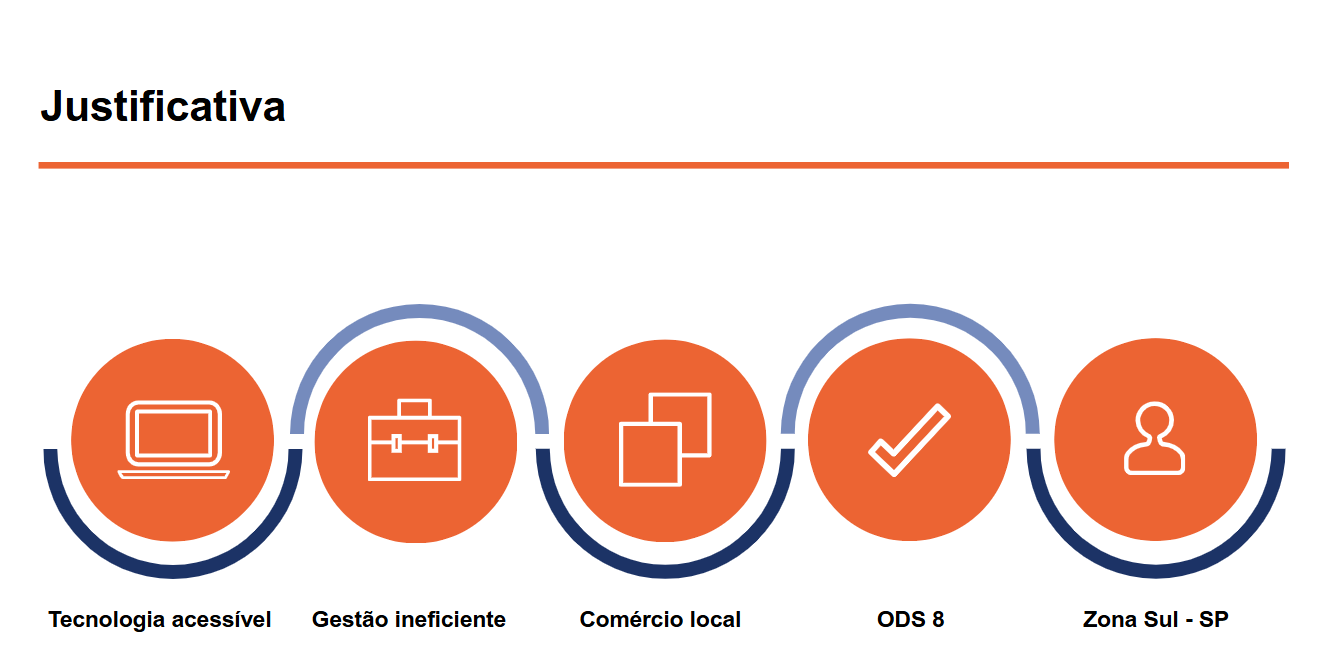 Justificativa
Tecnologia acessível
Gestão ineficiente
Comércio local
ODS 8
Zona Sul - SP